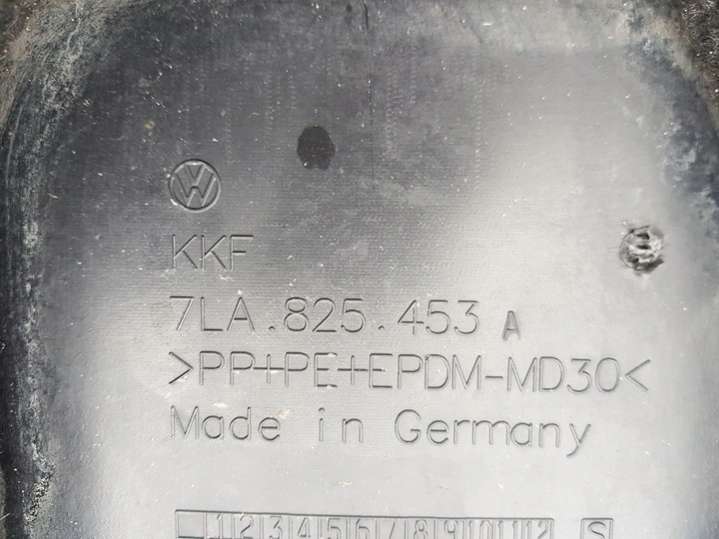 VW
KKF
7LA.825.453 A
>PP+PE+EPDM-MD30<
Made in Germany
1 2 3 4 5 6 7 8 9 10 11 12 S